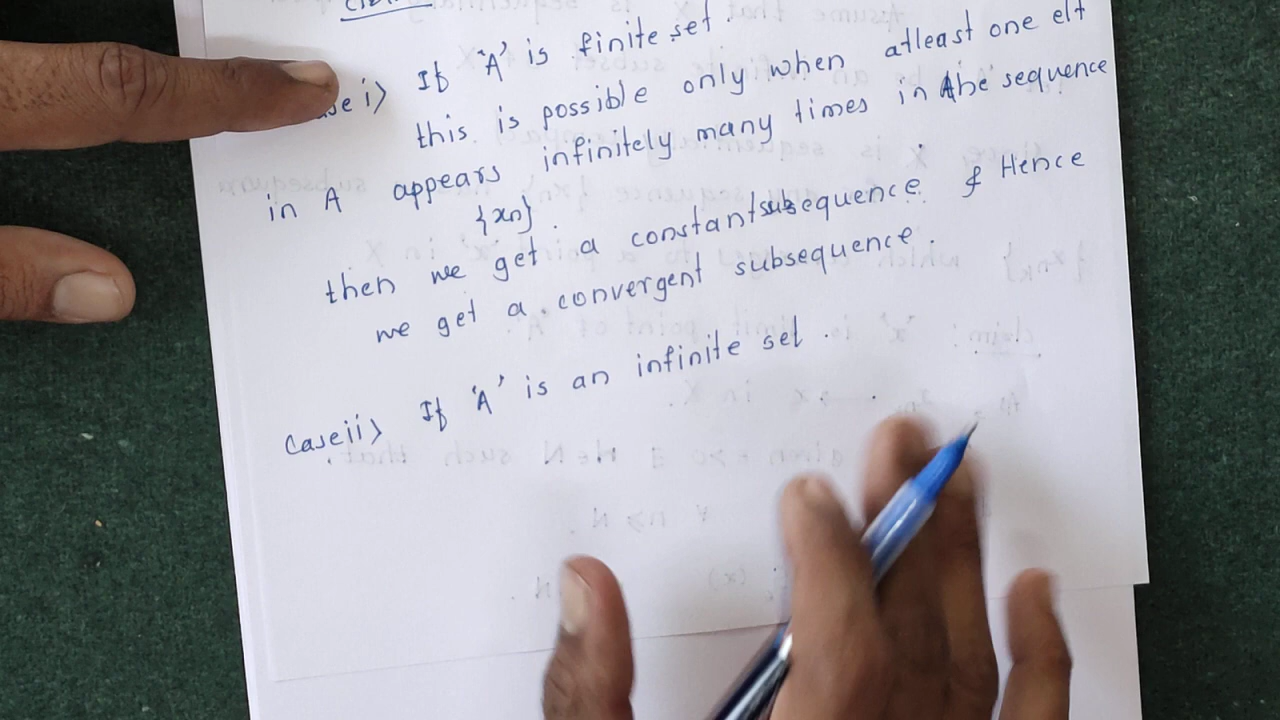 Case i> If 'A' is finite set.
this is possible only when atleast one elt
in A appears infinitely many times in the sequence
{xn}.
then we get a constant subsequence & Hence
we get a convergent subsequence.
Case ii> If 'A' is an infinite set.